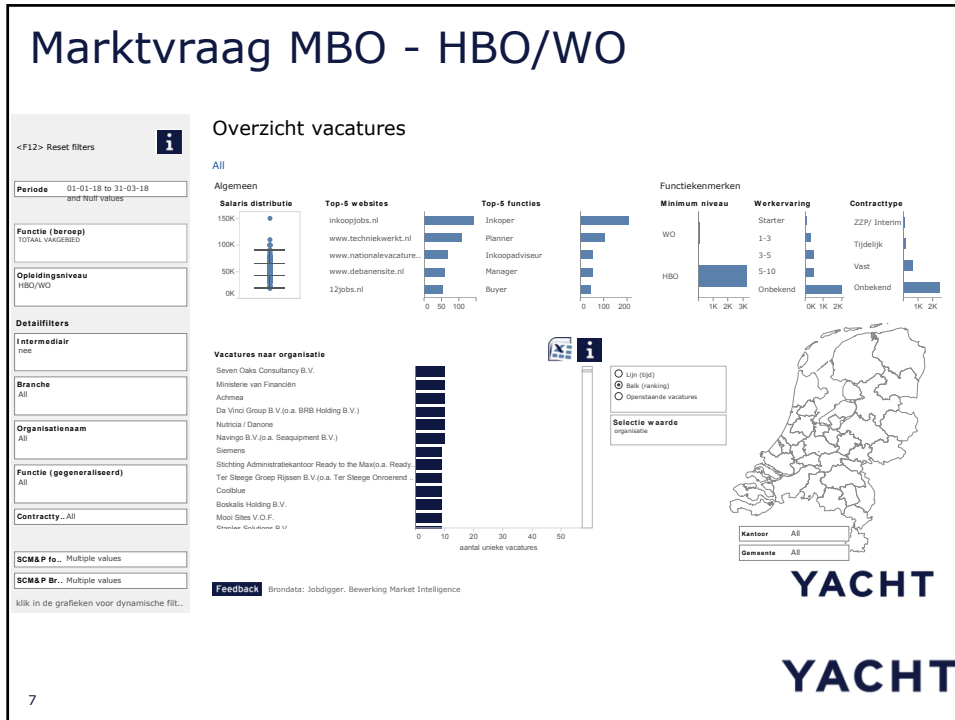 Marktvraag MBO - HBO/WO
<F12> Reset filters
i
Periode 01-01-18 to 31-03-18
and Null values
Functie (beroep)
TOTAAL VAKGEBIED
Opleidingsniveau
HBO/WO
Detailfilters
Intermediair
nee
Branche
All
Organisatienaam
All
Functie (gegeneraliseerd)
All
Contractty.. All
SCM&P fo.. Multiple values
SCM&P Br.. Multiple values
klik in de grafieken voor dynamische filt..
Overzicht vacatures
All
Algemeen
Salaris distributie
150K
100K
50K
0K
Top-5 websites
inkoopjobs.nl
www.techniekwerkt.nl
www.nationalevacature..
www.debanensite.nl
12jobs.nl
0 50 100
Top-5 functies
Inkoper
Planner
Inkoopadviseur
Manager
Buyer
0 100 200
Functiekenmerken
Minimum niveau
WO
HBO
1K 2K 3K
Werkervaring
Starter
1-3
3-5
5-10
Onbekend
0K 1K 2K
Contracttype
ZZP/ Interim
Tijdelijk
Vast
Onbekend
1K 2K
Vacatures naar organisatie
i
Seven Oaks Consultancy B.V.
Ministerie van Financiën
Achmea
Da Vinci Group B.V.(o.a. BRB Holding B.V.)
Nutricia / Danone
Navingo B.V.(o.a. Seaquipment B.V.)
Siemens
Stichting Administratiekantoor Ready to the Max(o.a. Ready..
Ter Steege Groep Rijssen B.V.(o.a. Ter Steege Onroerend ..
Coolblue
Boskalis Holding B.V.
Mooi Sites V.O.F.
Staples Solutions B.V.
0 10 20 30 40 50
aantal unieke vacatures
Lijn (tijd)
Balk (ranking)
Openstaande vacatures
Selectie waarde
organisatie
Kantoor All
Gemeente All
Feedback Brondata: Jobdigger. Bewerking Market Intelligence
YACHT
YACHT
7